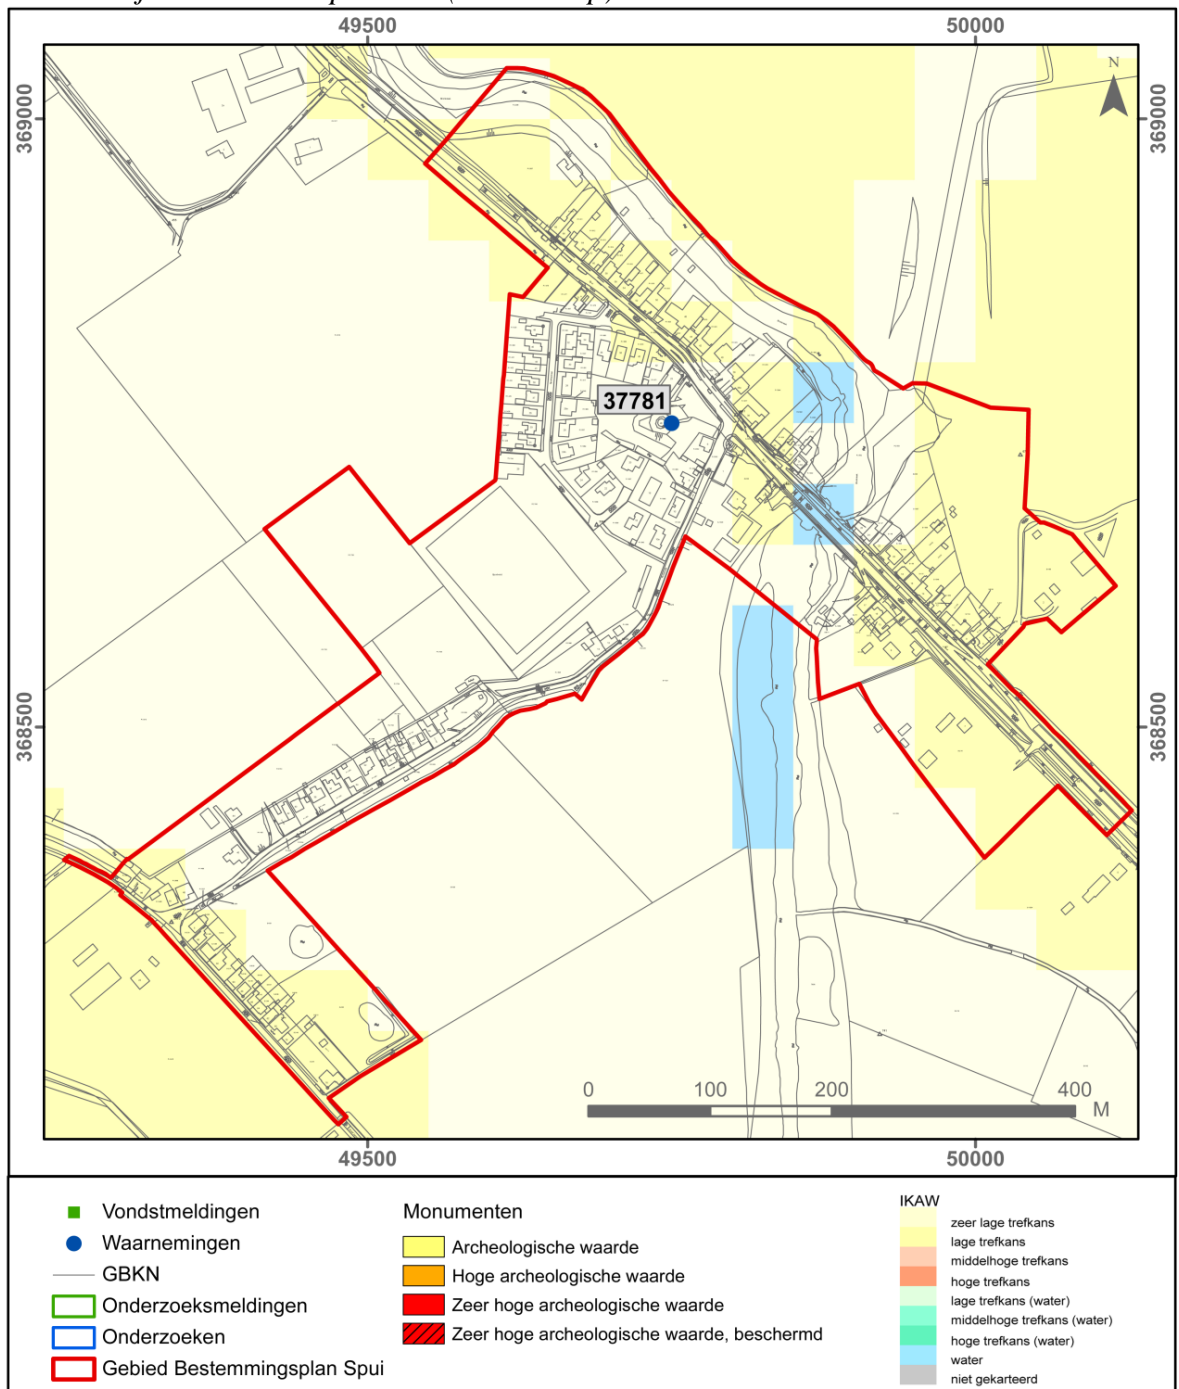 49500
50000
369000
369000
N
37781
368500
368500
0
100
200
400
M
49500
50000
Vondstmeldingen
Waarnemingen
GBKN
Onderzoeksmeldingen
Onderzoeken
Gebied Bestemmingsplan Spui
Monumenten
Archeologische waarde
Hoge archeologische waarde
Zeer hoge archeologische waarde
Zeer hoge archeologische waarde, beschermd
IKAW
zeer lage trefkans
lage trefkans
middelhoge trefkans
hoge trefkans
lage trefkans (water)
middelhoge trefkans (water)
hoge trefkans (water)
water
niet gekarteerd